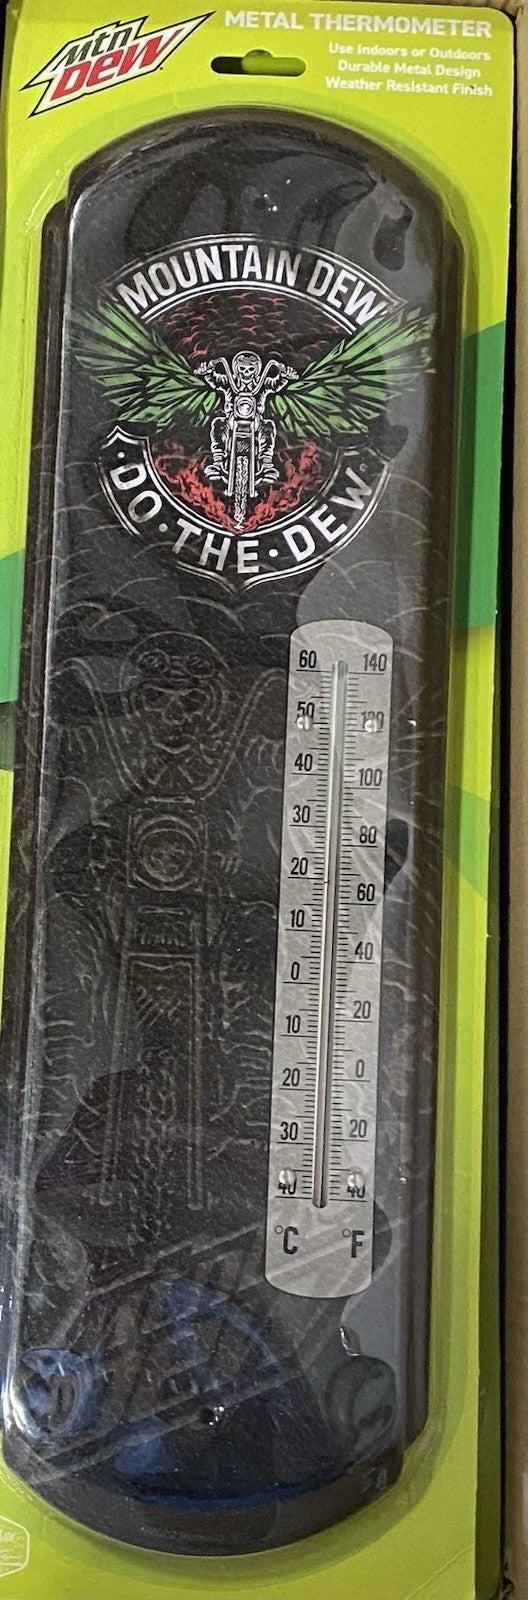 Mtn
DEW
METAL THERMOMETER
Use Indoors or Outdoors
Durable Metal Design
Weather Resistant Finish
MOUNTAIN DEW
DO·THE·DEW
60 140
50 120
40 100
30 80
20 60
10 40
0 20
10 0
20 20
30 40
40
°C °F